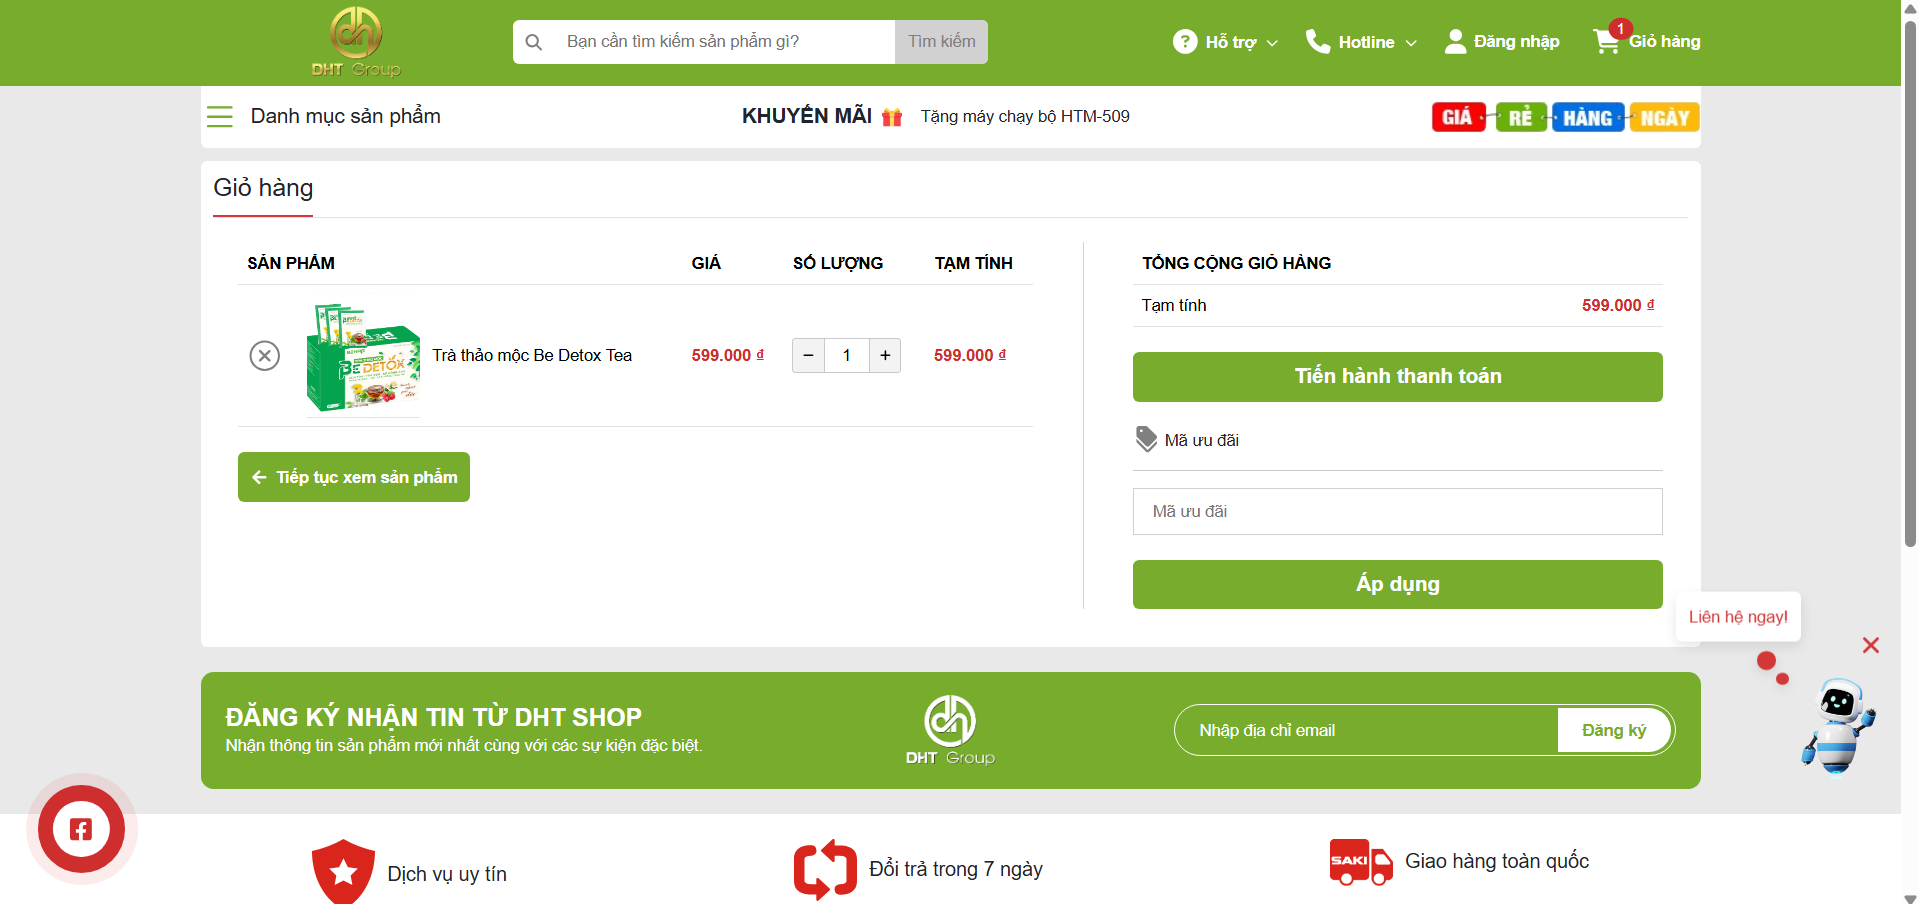 DHT Group
Bạn cần tìm kiếm sản phẩm gì?
Tìm kiếm
Hỗ trợ
Hotline
Đăng nhập
1
Giỏ hàng
Danh mục sản phẩm
KHUYẾN MÃI
Tặng máy chạy bộ HTM-509
GIÁ RẺ HÀNG NGÀY
Giỏ hàng
SẢN PHẨM
GIÁ
SỐ LƯỢNG
TẠM TÍNH
BE DETOX
Trà thảo mộc Be Detox Tea
599.000 ₫
− 1 +
599.000 ₫
Tiếp tục xem sản phẩm
TỔNG CỘNG GIỎ HÀNG
Tạm tính
599.000 ₫
Tiến hành thanh toán
Mã ưu đãi
Mã ưu đãi
Áp dụng
Liên hệ ngay!
ĐĂNG KÝ NHẬN TIN TỪ DHT SHOP
Nhận thông tin sản phẩm mới nhất cùng với các sự kiện đặc biệt.
DHT Group
Nhập địa chỉ email
Đăng ký
Dịch vụ uy tín
Đổi trả trong 7 ngày
SAKI
Giao hàng toàn quốc